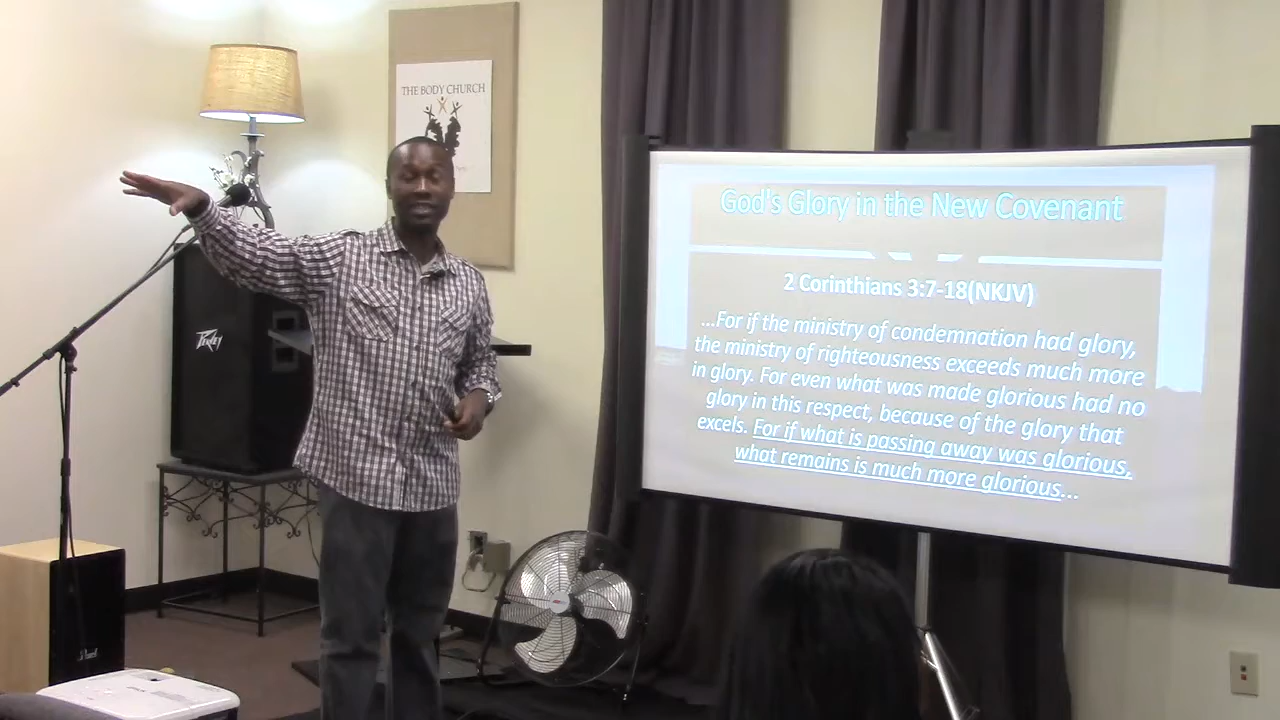 THE BODY CHURCH
PEAVEY
God's Glory in the New Covenant
2 Corinthians 3:7-18(NKJV)
...For if the ministry of condemnation had glory,
the ministry of righteousness exceeds much more
in glory. For even what was made glorious had no
glory in this respect, because of the glory that
excels. For if what is passing away was glorious,
what remains is much more glorious...
Pearl